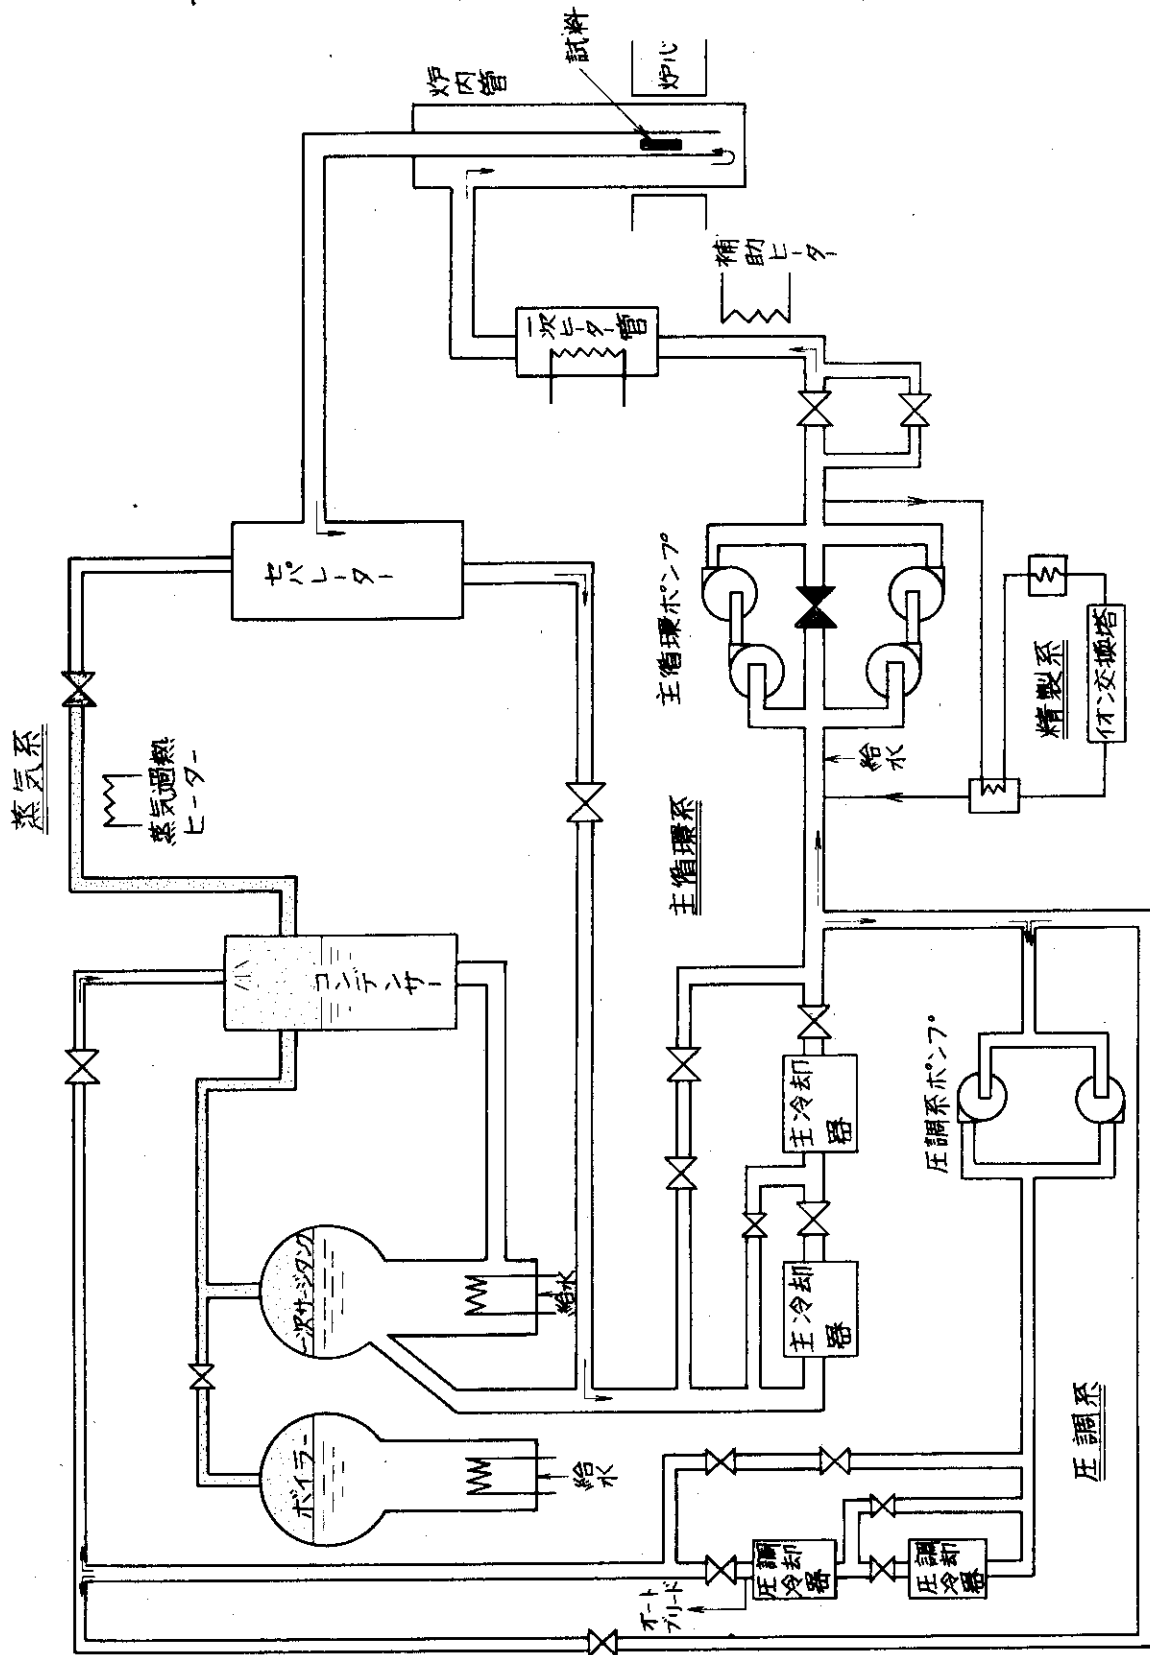 蒸気系
蒸気過熱
ヒーター
セパレーター
炉内管
試料
炉心
一次ヒーター管
補助ヒーター
コンデンサー
一次サージタンク
給水
ボイラー
給水
主循環ポンプ
主循環系
給水
精製系
イオン交換塔
主冷却器
主冷却器
圧調系ポンプ
圧調系
圧調冷却器
圧調冷却器
オート
ブリード